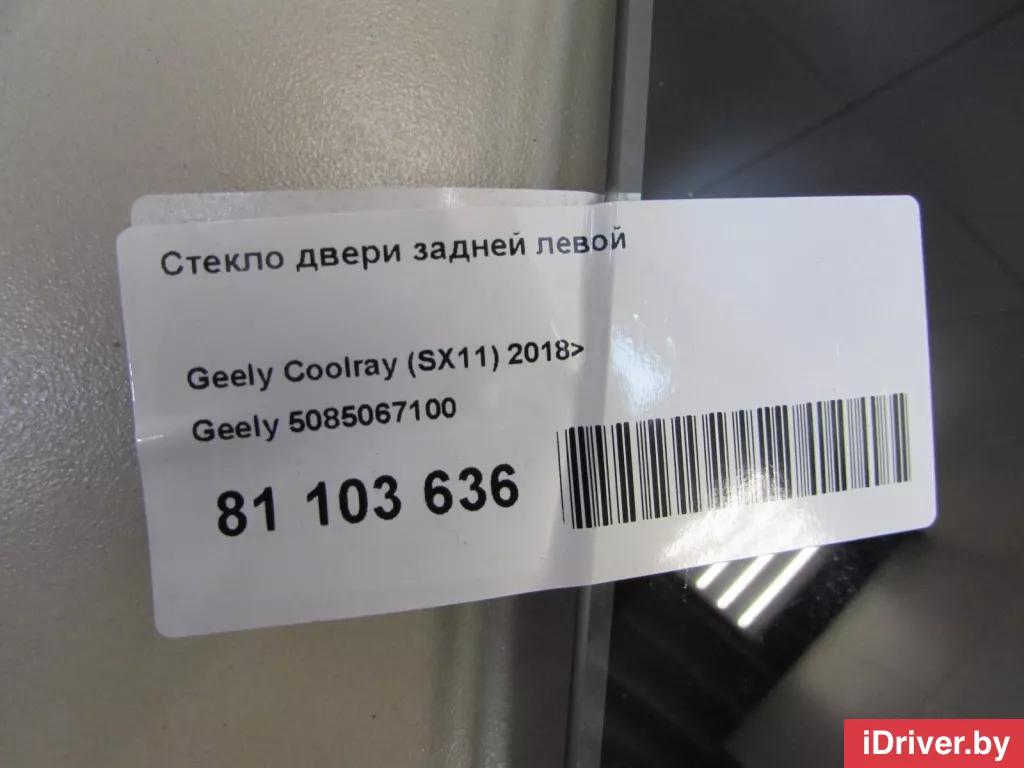 Стекло двери задней левой
Geely Coolray (SX11) 2018>
Geely 5085067100
81 103 636
iDriver.by